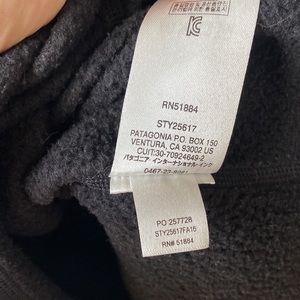 RN51884
STY25617
PATAGONIA P.O. BOX 150
VENTURA, CA 93002 US
CUIT:30-70924649-2
パタゴニア・インターナショナル・インク
PO 257728
STY25617FA16
RN# 51884